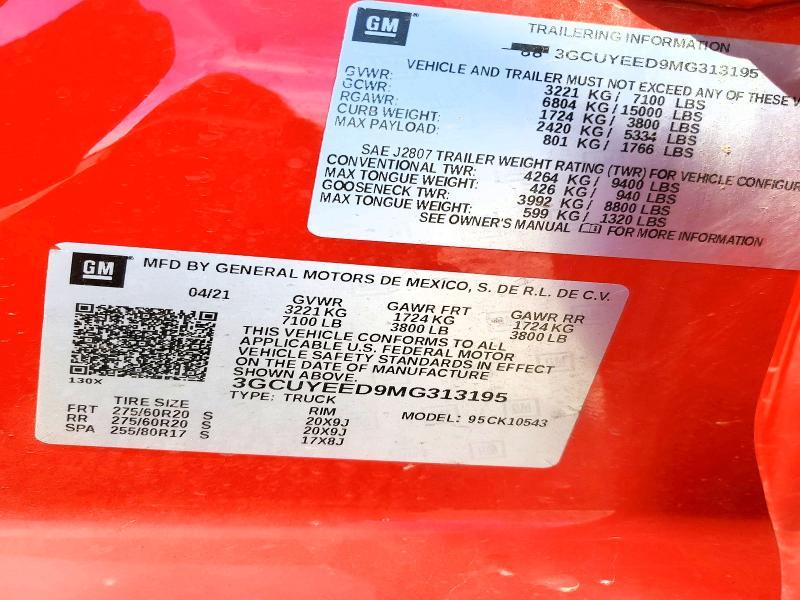 GM
TRAILERING INFORMATION
3GCUYEED9MG313195
VEHICLE AND TRAILER MUST NOT EXCEED ANY OF THESE
GVWR: 3221 KG / 7100 LBS
GCWR: 6804 KG / 15000 LBS
RGAWR: 1724 KG / 3800 LBS
CURB WEIGHT: 2420 KG / 5334 LBS
MAX PAYLOAD: 801 KG / 1766 LBS
SAE J2807 TRAILER WEIGHT RATING (TWR) FOR VEHICLE
CONVENTIONAL TWR: 4264 KG / 9400 LBS
MAX TONGUE WEIGHT: 426 KG / 940 LBS
GOOSENECK TWR: 3992 KG / 8800 LBS
MAX TONGUE WEIGHT: 599 KG / 1320 LBS
SEE OWNER'S MANUAL FOR MORE INFORMATION
GM
MFD BY GENERAL MOTORS DE MEXICO, S. DE R.L. DE C.V.
04/21 GVWR GAWR FRT GAWR RR
3221 KG 1724 KG 1724 KG
7100 LB 3800 LB 3800 LB
THIS VEHICLE CONFORMS TO ALL
APPLICABLE U.S. FEDERAL MOTOR
VEHICLE SAFETY STANDARDS IN EFFECT
ON THE DATE OF MANUFACTURE
SHOWN ABOVE.
130X
3GCUYEED9MG313195
TYPE: TRUCK MODEL: 95CK10543
TIRE SIZE RIM
FRT 275/60R20 S 20X9J
RR 275/60R20 S 20X9J
SPA 255/80R17 S 17X8J